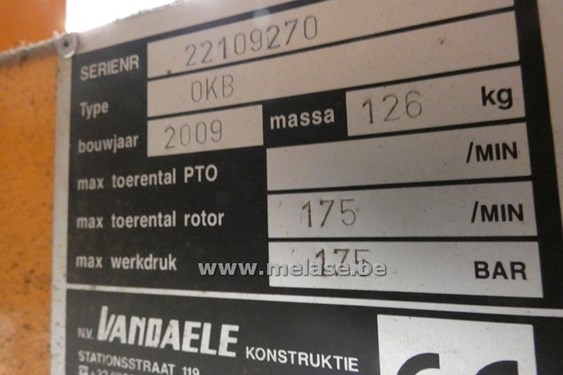 SERIENR 22109270
Type OKB
bouwjaar 2009 massa 126 kg
max toerental PTO /MIN
max toerental rotor 175 /MIN
max werkdruk 175 BAR
www.melase.be
N.V. VANDAELE KONSTRUKTIE
STATIONSSTRAAT 119